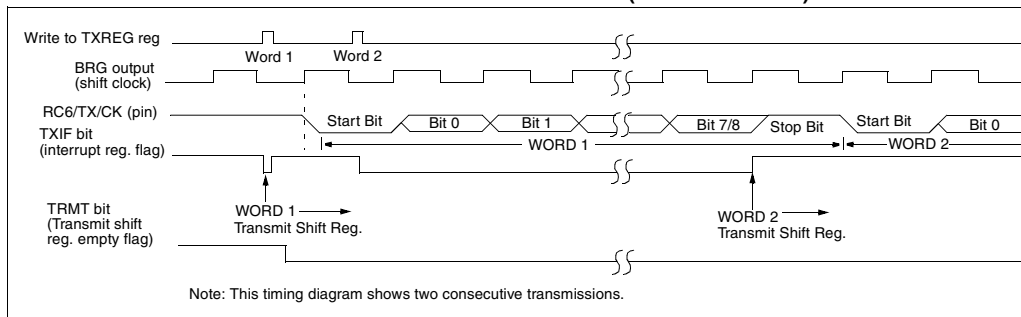 Write to TXREG reg
Word 1
Word 2
BRG output
(shift clock)
RC6/TX/CK (pin)
Start Bit
Bit 0
Bit 1
Bit 7/8
Stop Bit
Start Bit
Bit 0
TXIF bit
(interrupt reg. flag)
WORD 1
WORD 2
TRMT bit
(Transmit shift
reg. empty flag)
WORD 1
Transmit Shift Reg.
WORD 2
Transmit Shift Reg.
Note: This timing diagram shows two consecutive transmissions.